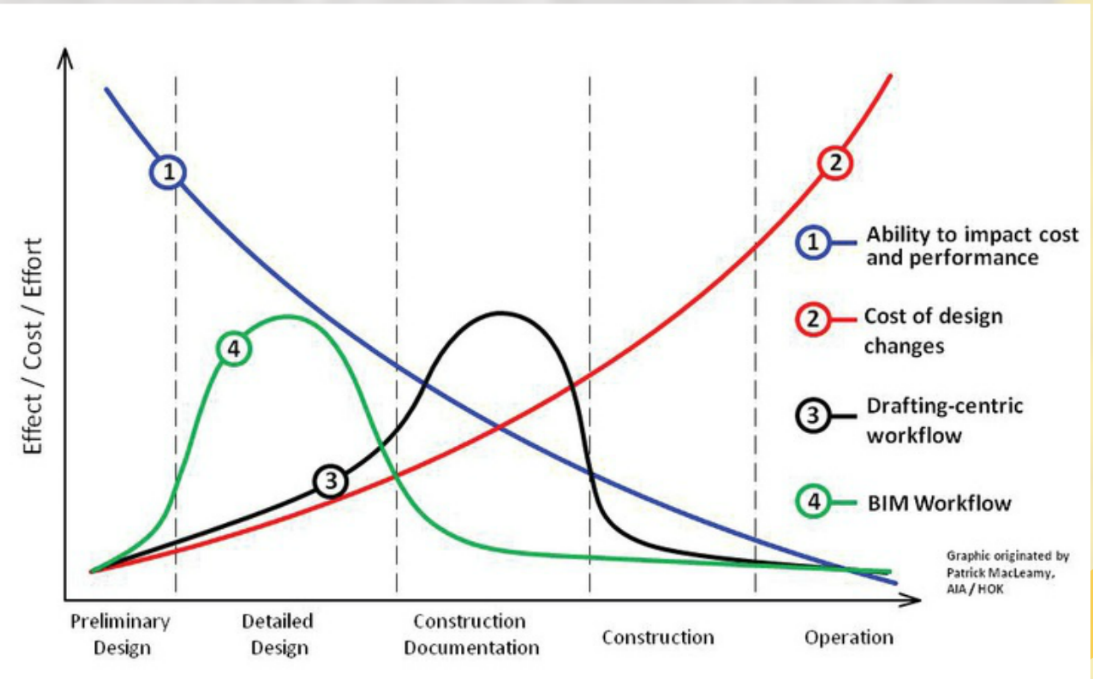 Effect / Cost / Effort
1
2
3
4
1
Ability to impact cost
and performance
2
Cost of design
changes
3
Drafting-centric
workflow
4
BIM Workflow
Graphic originated by
Patrick MacLeamy,
AIA / HOK
Preliminary
Design
Detailed
Design
Construction
Documentation
Construction
Operation